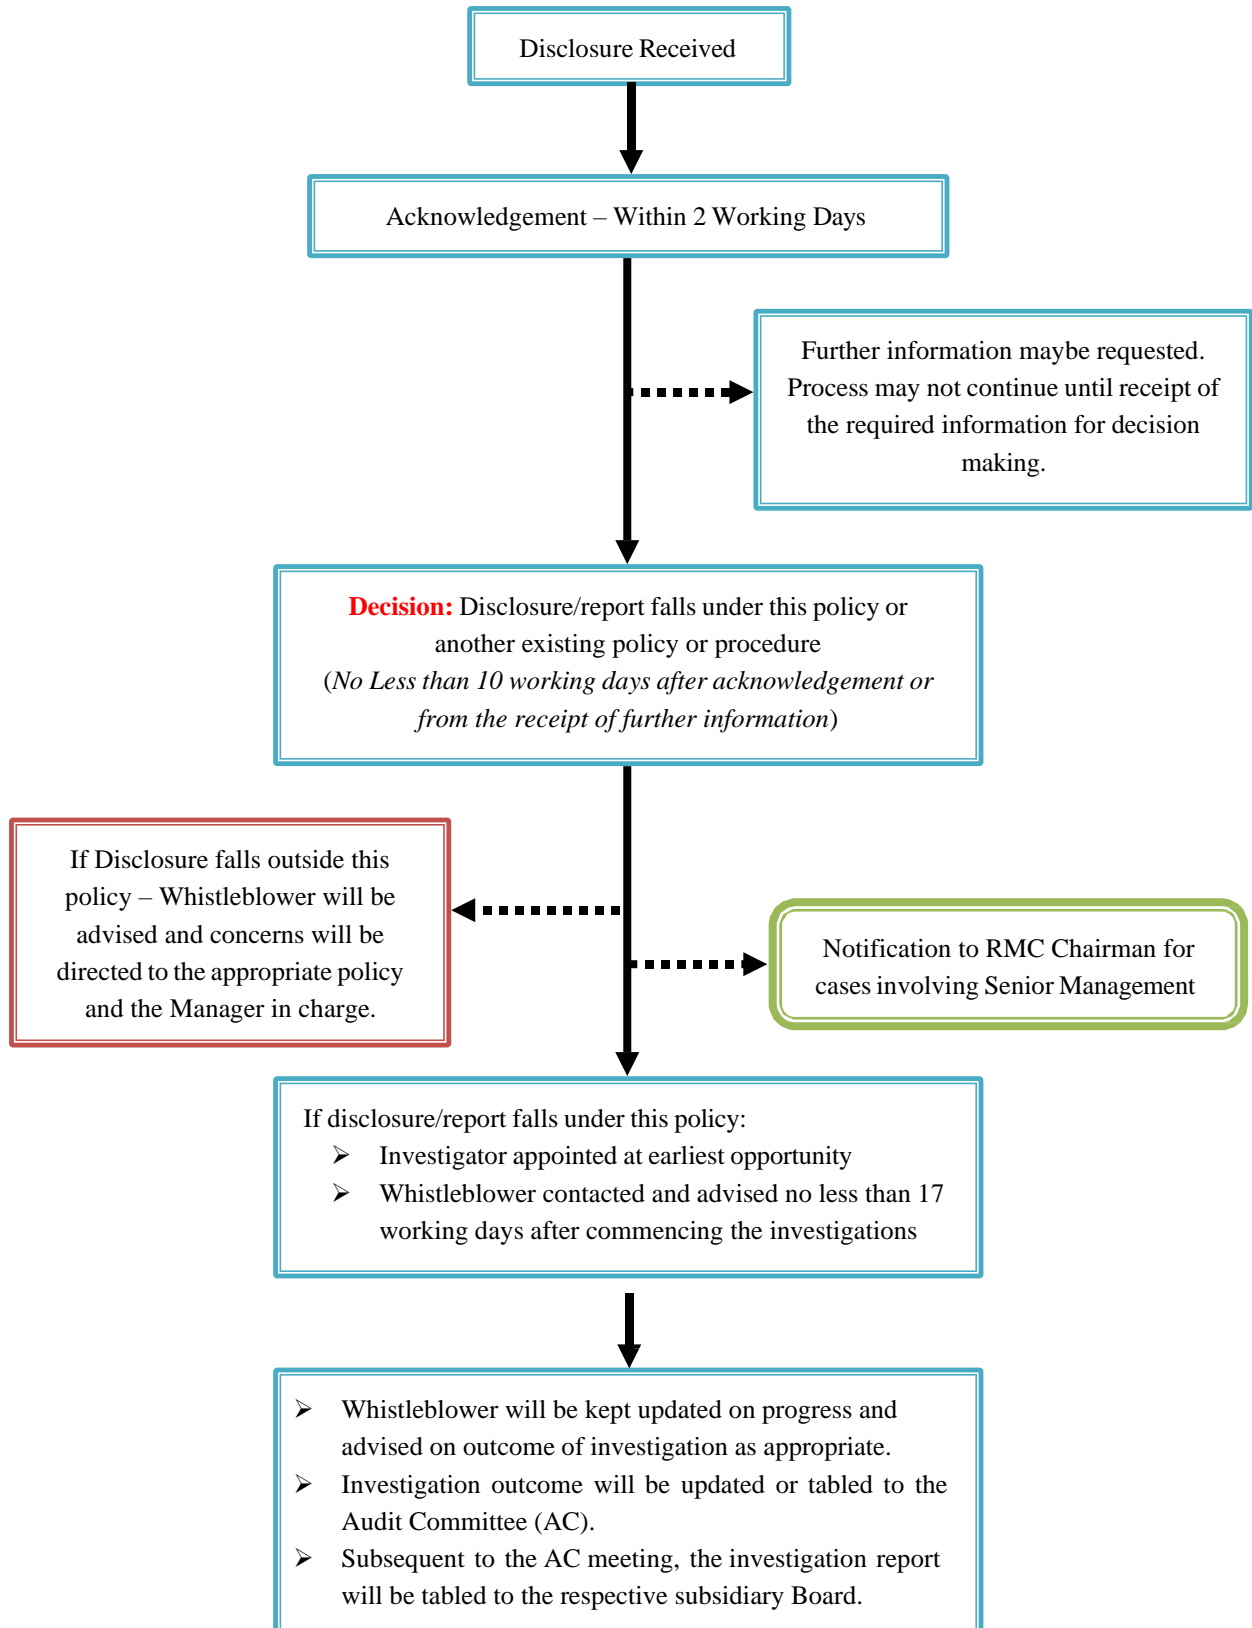 Disclosure Received
Acknowledgement – Within 2 Working Days
Further information maybe requested.
Process may not continue until receipt of
the required information for decision
making.
Decision: Disclosure/report falls under this policy or
another existing policy or procedure
(No Less than 10 working days after acknowledgement or
from the receipt of further information)
If Disclosure falls outside this
policy – Whistleblower will be
advised and concerns will be
directed to the appropriate policy
and the Manager in charge.
Notification to RMC Chairman for
cases involving Senior Management
If disclosure/report falls under this policy:
➢ Investigator appointed at earliest opportunity
➢ Whistleblower contacted and advised no less than 17
working days after commencing the investigations
➢ Whistleblower will be kept updated on progress and
advised on outcome of investigation as appropriate.
➢ Investigation outcome will be updated or tabled to the
Audit Committee (AC).
➢ Subsequent to the AC meeting, the investigation report
will be tabled to the respective subsidiary Board.